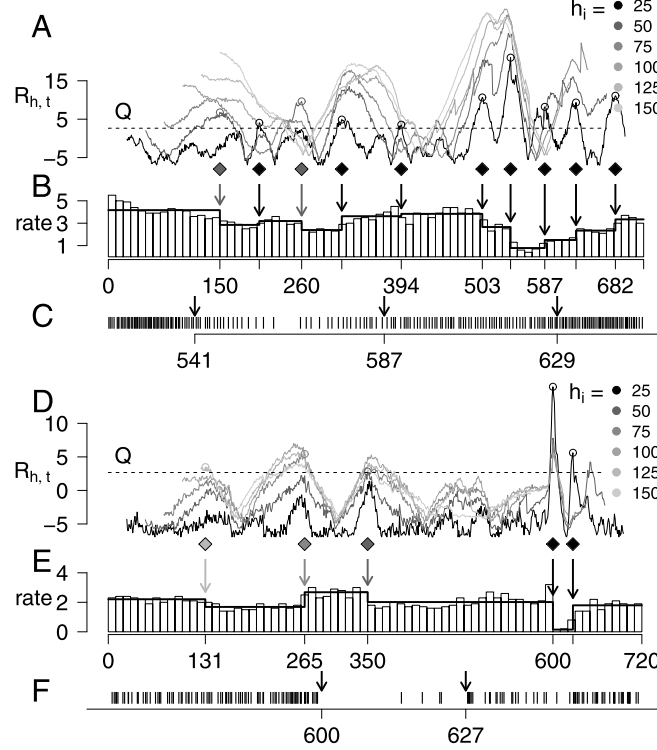 A
h_i =
25
50
75
100
125
150
15
5
−5
R_h, t
Q
B
5
rate 3
1
0 150 260 394 503 587 682
C
541 587 629
D
h_i =
25
50
75
100
125
150
10
5
0
−5
R_h, t
Q
E
4
rate 2
0
0 131 265 350 600 720
F
600 627